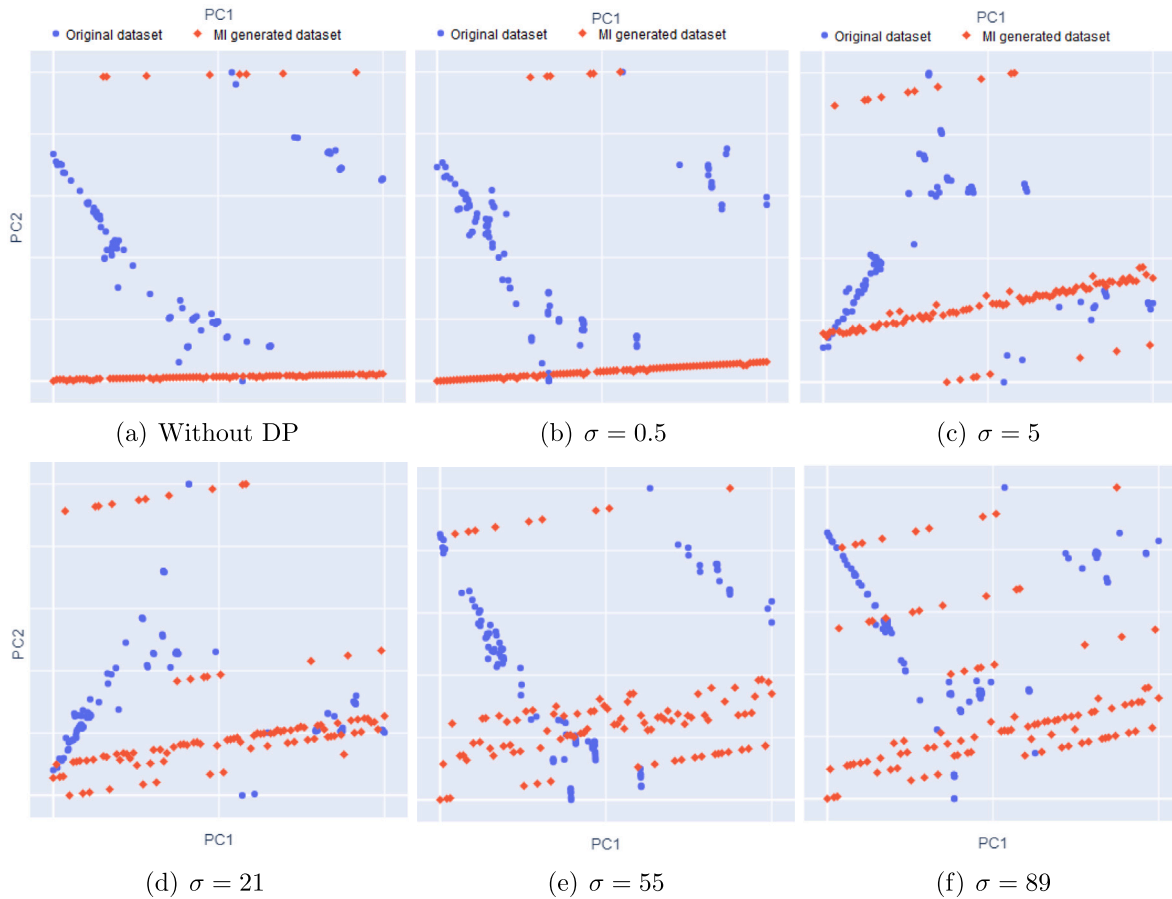 PC1 PC1 PC1
Original dataset MI generated dataset Original dataset MI generated dataset Original dataset MI generated dataset
PC2
(a) Without DP (b) σ = 0.5 (c) σ = 5
PC2
PC1 PC1 PC1
(d) σ = 21 (e) σ = 55 (f) σ = 89